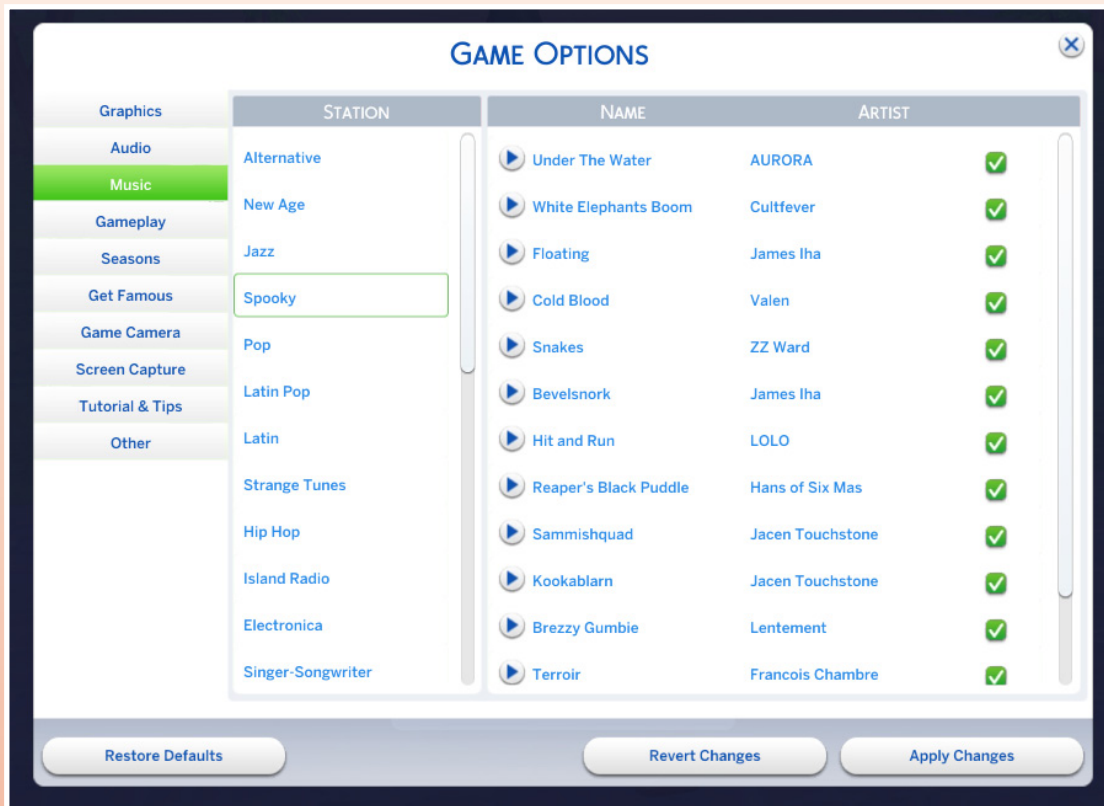 GAME OPTIONS
Graphics
Audio
Music
Gameplay
Seasons
Get Famous
Game Camera
Screen Capture
Tutorial & Tips
Other
STATION
Alternative
New Age
Jazz
Spooky
Pop
Latin Pop
Latin
Strange Tunes
Hip Hop
Island Radio
Electronica
Singer-Songwriter
NAME ARTIST
Under The Water AURORA
White Elephants Boom Cultfever
Floating James Iha
Cold Blood Valen
Snakes ZZ Ward
Bevelsnork James Iha
Hit and Run LOLO
Reaper's Black Puddle Hans of Six Mas
Sammishquad Jacen Touchstone
Kookablarn Jacen Touchstone
Brezzy Gumbie Lentement
Terroir Francois Chambre
Restore Defaults Revert Changes Apply Changes